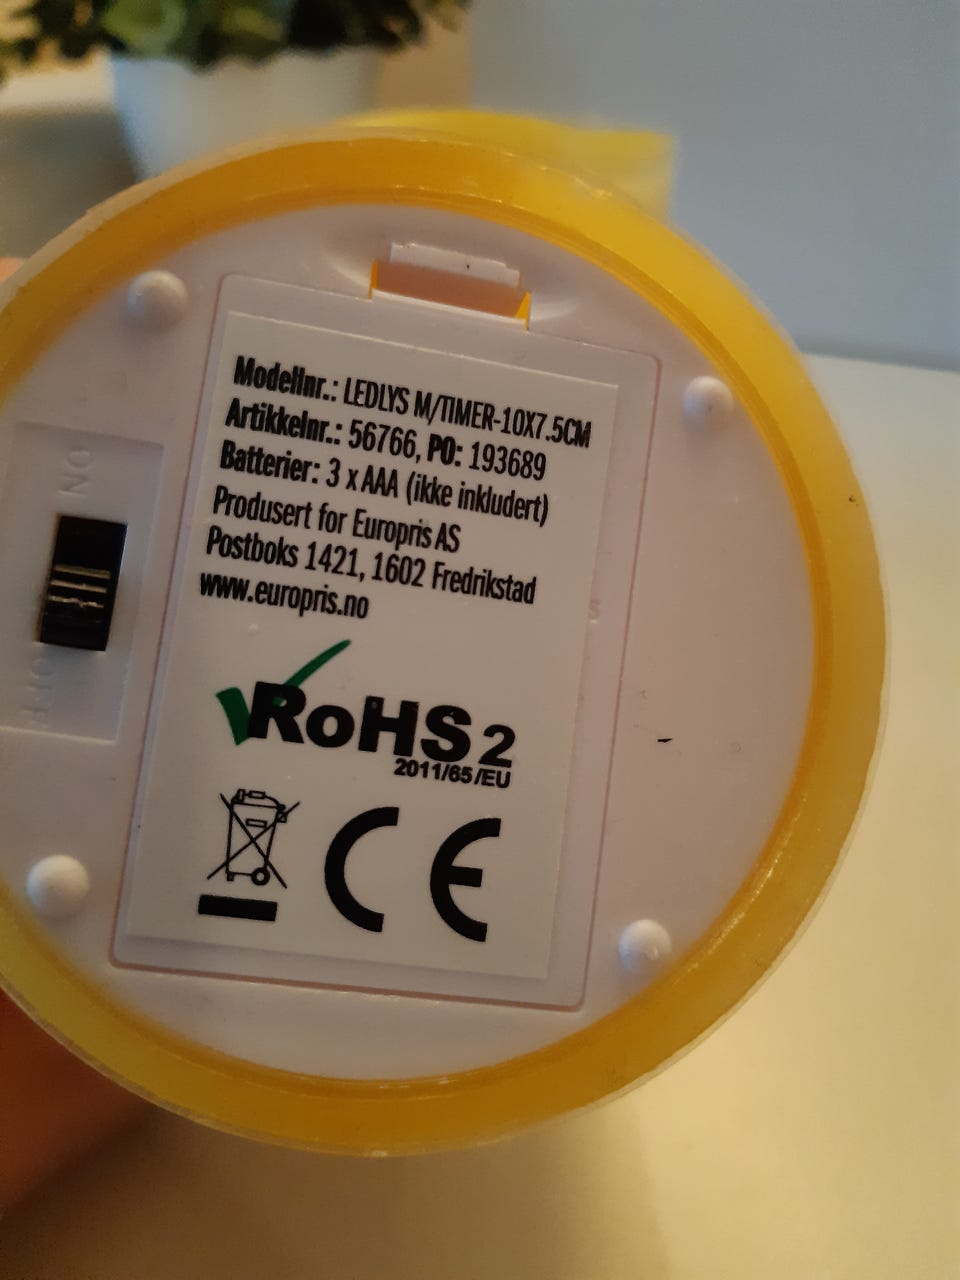 Modellnr.: LEDLYS M/TIMER-10X7.5CM
Artikkelnr.: 56766, PO: 193689
Batterier: 3 x AAA (ikke inkludert)
Produsert for Europris AS
Postboks 1421, 1602 Fredrikstad
www.europris.no
RoHS 2
2011/65/EU
CE
ON
OFF